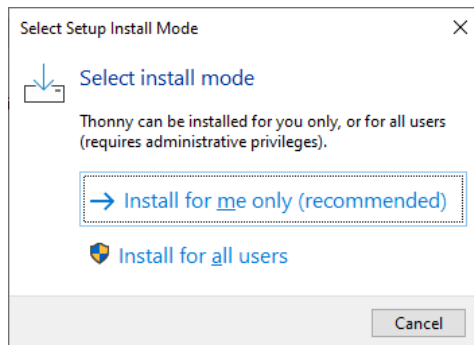 Select Setup Install Mode
Select install mode
Thonny can be installed for you only, or for all users
(requires administrative privileges).
Install for me only (recommended)
Install for all users
Cancel